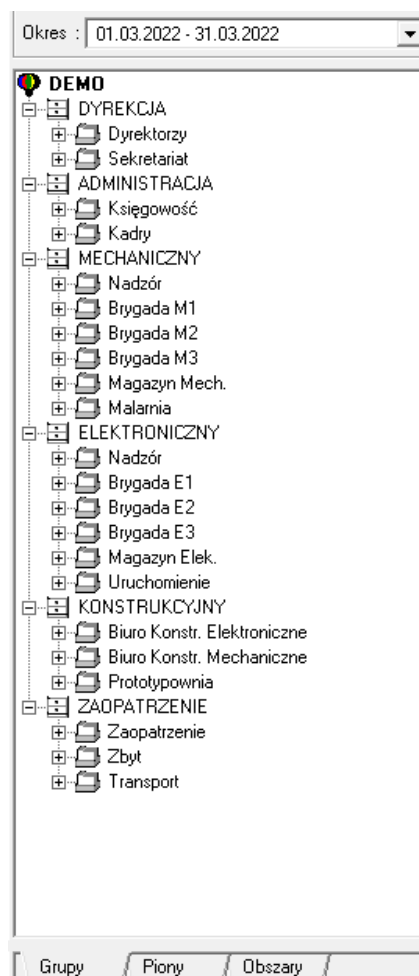 Okres : 01.03.2022 - 31.03.2022
DEMO
DYREKCJA
Dyrektorzy
Sekretariat
ADMINISTRACJA
Księgowość
Kadry
MECHANICZNY
Nadzór
Brygada M1
Brygada M2
Brygada M3
Magazyn Mech.
Malarnia
ELEKTRONICZNY
Nadzór
Brygada E1
Brygada E2
Brygada E3
Magazyn Elek.
Uruchomienie
KONSTRUKCYJNY
Biuro Konstr. Elektroniczne
Biuro Konstr. Mechaniczne
Prototypownia
ZAOPATRZENIE
Zaopatrzenie
Zbyt
Transport
Grupy Piony Obszary